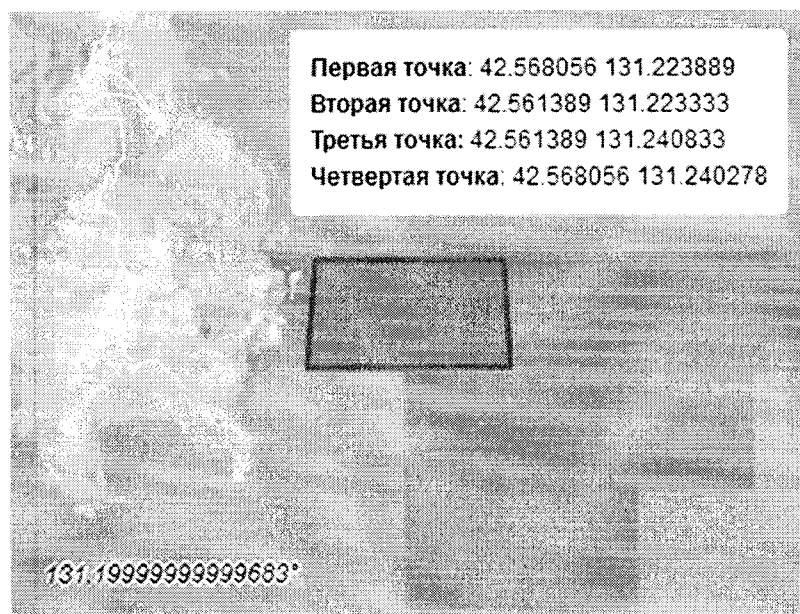 Первая точка: 42.568056 131.223889
Вторая точка: 42.561389 131.223333
Третья точка: 42.561389 131.240833
Четвертая точка: 42.568056 131.240278
131.19999999999683°